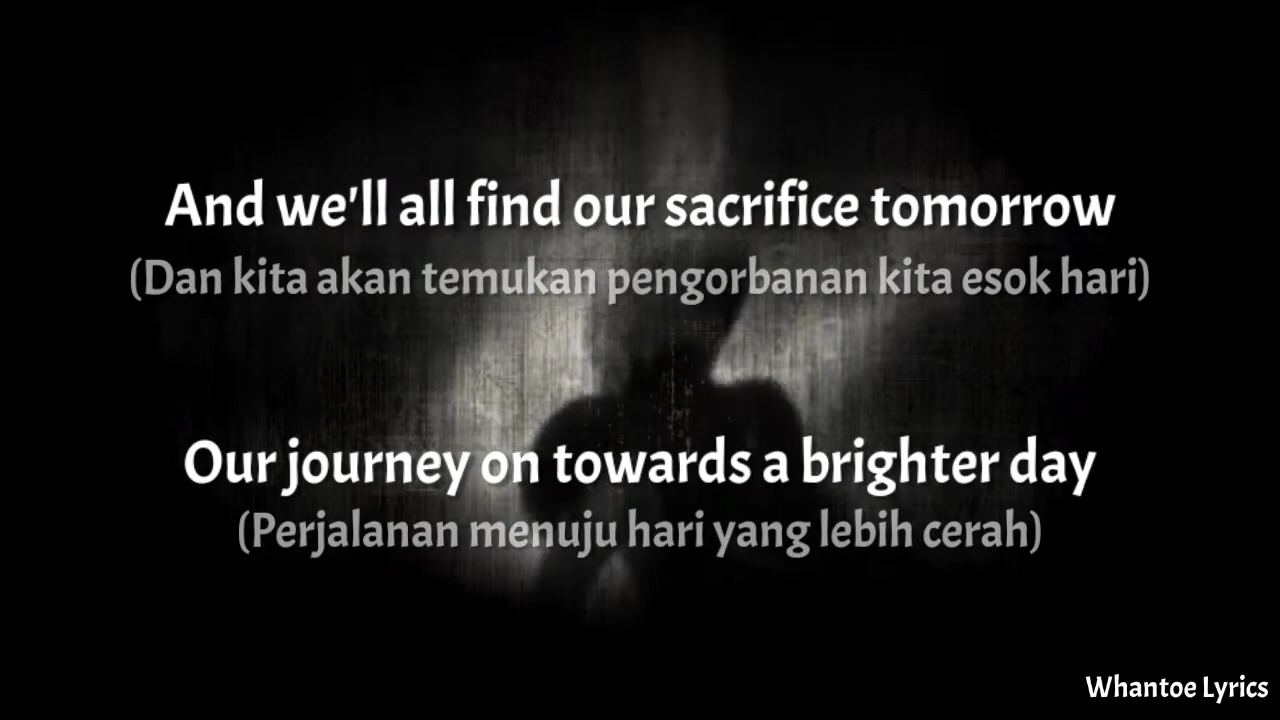 And we'll all find our sacrifice tomorrow
(Dan kita akan temukan pengorbanan kita esok hari)
Our journey on towards a brighter day
(Perjalanan menuju hari yang lebih cerah)
Whantoe Lyrics